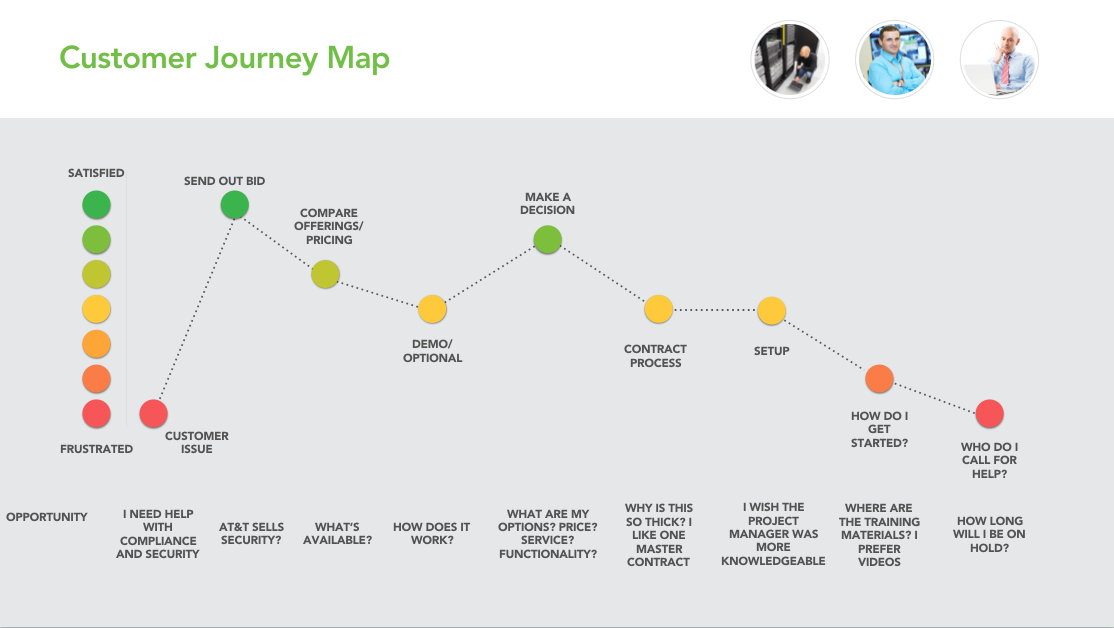 Customer Journey Map
SATISFIED
FRUSTRATED
CUSTOMER
ISSUE
SEND OUT BID
COMPARE
OFFERINGS/
PRICING
DEMO/
OPTIONAL
MAKE A
DECISION
CONTRACT
PROCESS
SETUP
HOW DO I
GET
STARTED?
WHO DO I
CALL FOR
HELP?
OPPORTUNITY
I NEED HELP
WITH
COMPLIANCE
AND SECURITY
AT&T SELLS
SECURITY?
WHAT'S
AVAILABLE?
HOW DOES IT
WORK?
WHAT ARE MY
OPTIONS? PRICE?
SERVICE?
FUNCTIONALITY?
WHY IS THIS
SO THICK? I
LIKE ONE
MASTER
CONTRACT
I WISH THE
PROJECT
MANAGER WAS
MORE
KNOWLEDGEABLE
WHERE ARE
THE TRAINING
MATERIALS? I
PREFER
VIDEOS
HOW LONG
WILL I BE ON
HOLD?